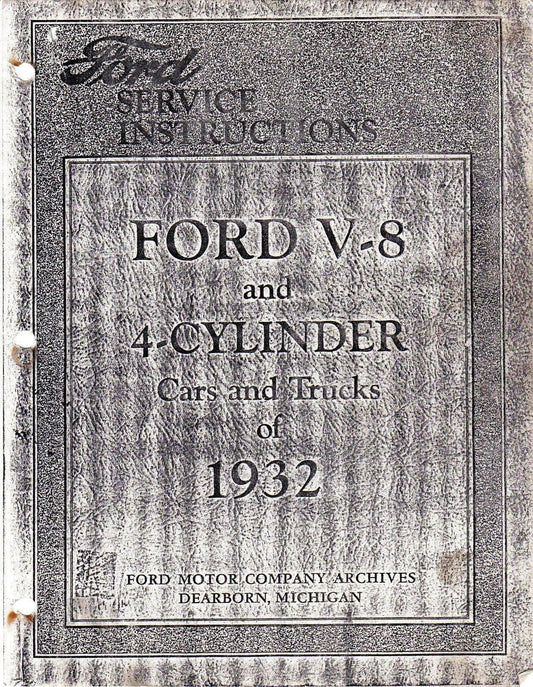 Ford
SERVICE
INSTRUCTIONS
FORD V-8
and
4-CYLINDER
Cars and Trucks
of
1932
FORD MOTOR COMPANY ARCHIVES
DEARBORN, MICHIGAN